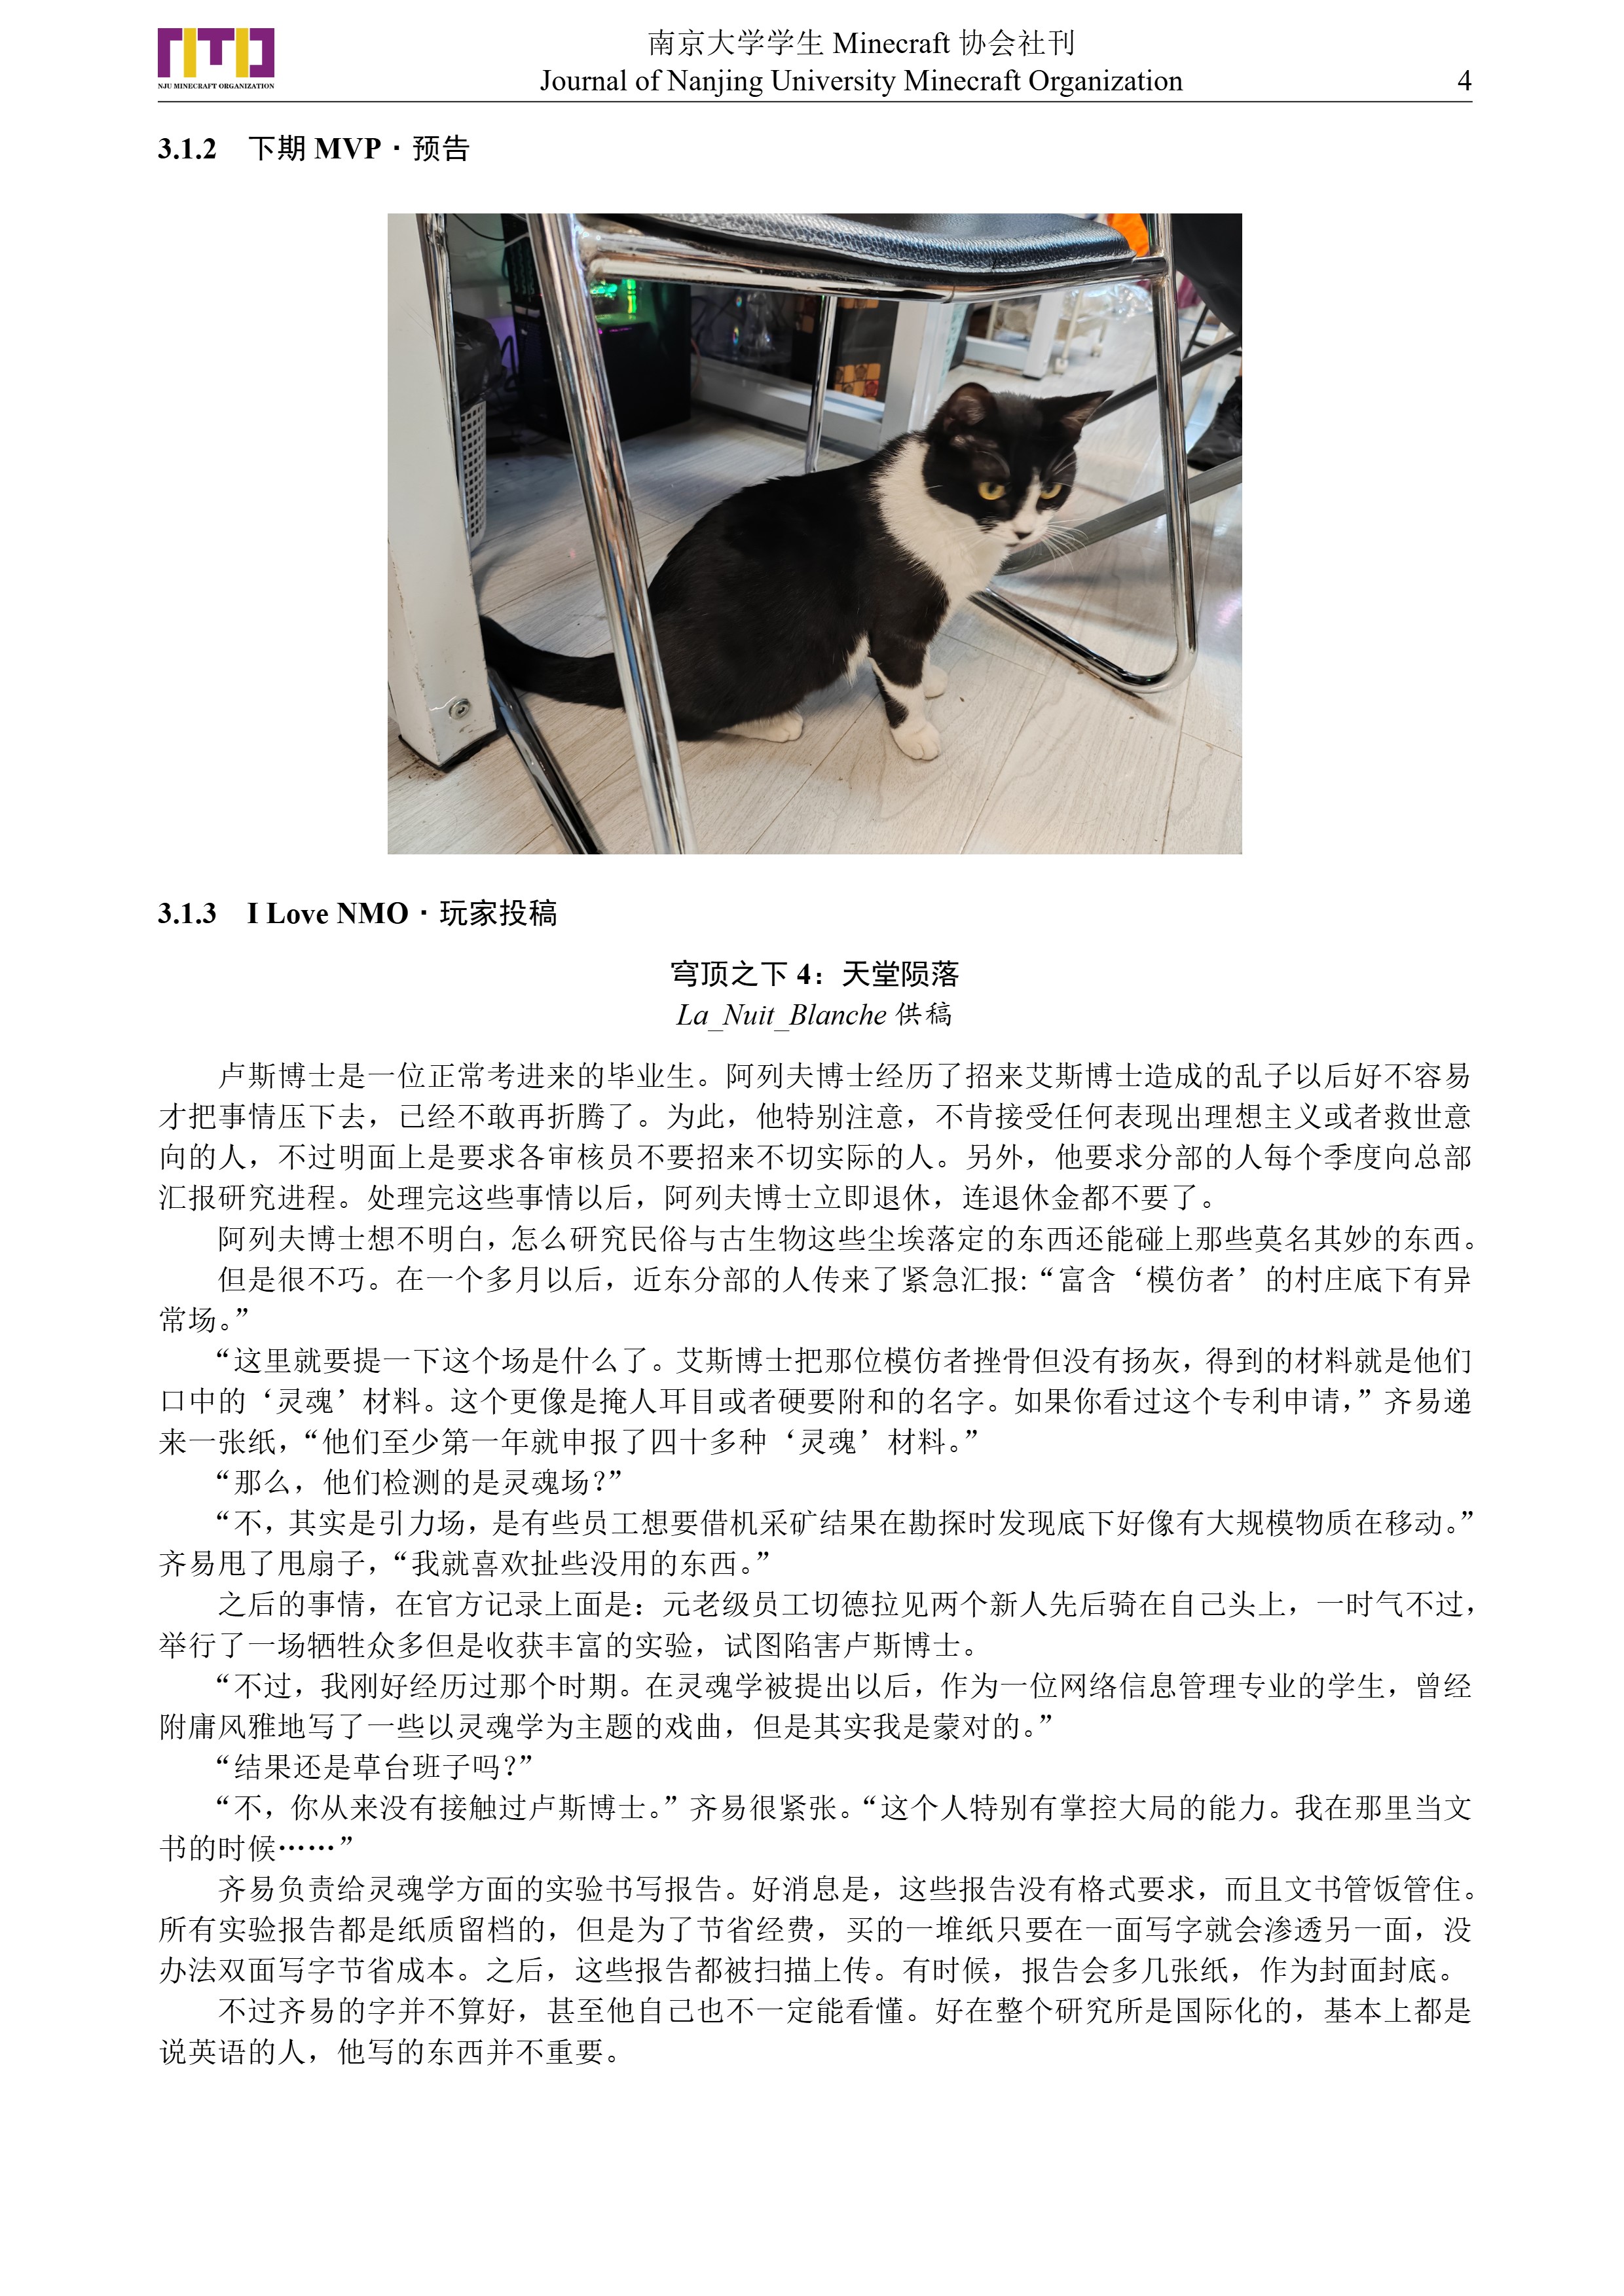 NJU MINECRAFT ORGANIZATION
南京大学学生 Minecraft 协会社刊
Journal of Nanjing University Minecraft Organization
4
3.1.2 下期 MVP · 预告
3.1.3 I Love NMO · 玩家投稿
穹顶之下 4：天堂陨落
La_Nuit_Blanche 供稿
卢斯博士是一位正常考进来的毕业生。阿列夫博士经历了招来艾斯博士造成的乱子以后好不容易
才把事情压下去，已经不敢再折腾了。为此，他特别注意，不肯接受任何表现出理想主义或者救世意
向的人，不过明面上是要求各审核员不要招来不切实际的人。另外，他要求分部的人每个季度向总部
汇报研究进程。处理完这些事情以后，阿列夫博士立即退休，连退休金都不要了。
阿列夫博士想不明白，怎么研究民俗与古生物这些尘埃落定的东西还能碰上那些莫名其妙的东西。
但是很不巧。在一个多月以后，近东分部的人传来了紧急汇报：“富含‘模仿者’的村庄底下有异
常场。”
“这里就要提一下这个场是什么了。艾斯博士把那位模仿者挫骨但没有扬灰，得到的材料就是他们
口中的‘灵魂’材料。这个更像是掩人耳目或者硬要附和的名字。如果你看过这个专利申请，”齐易递
来一张纸，“他们至少第一年就申报了四十多种‘灵魂’材料。”
“那么，他们检测的是灵魂场？”
“不，其实是引力场，是有些员工想要借机采矿结果在勘探时发现底下好像有大规模物质在移动。”
齐易甩了甩扇子，“我就喜欢扯些没用的东西。”
之后的事情，在官方记录上面是：元老级员工切德拉见两个新人先后骑在自己头上，一时气不过，
举行了一场牺牲众多但是收获丰富的实验，试图陷害卢斯博士。
“不过，我刚好经历过那个时期。在灵魂学被提出以后，作为一位网络信息管理专业的学生，曾经
附庸风雅地写了一些以灵魂学为主题的戏曲，但是其实我是蒙对的。”
“结果还是草台班子吗？”
“不，你从来没有接触过卢斯博士。”齐易很紧张。“这个人特别有掌控大局的能力。我在那里当文
书的时候……”
齐易负责给灵魂学方面的实验书写报告。好消息是，这些报告没有格式要求，而且文书管饭管住。
所有实验报告都是纸质留档的，但是为了节省经费，买的一堆纸只要在一面写字就会渗透另一面，没
办法双面写字节省成本。之后，这些报告都被扫描上传。有时候，报告会多几张纸，作为封面封底。
不过齐易的字并不算好，甚至他自己也不一定能看懂。好在整个研究所是国际化的，基本上都是
说英语的人，他写的东西并不重要。